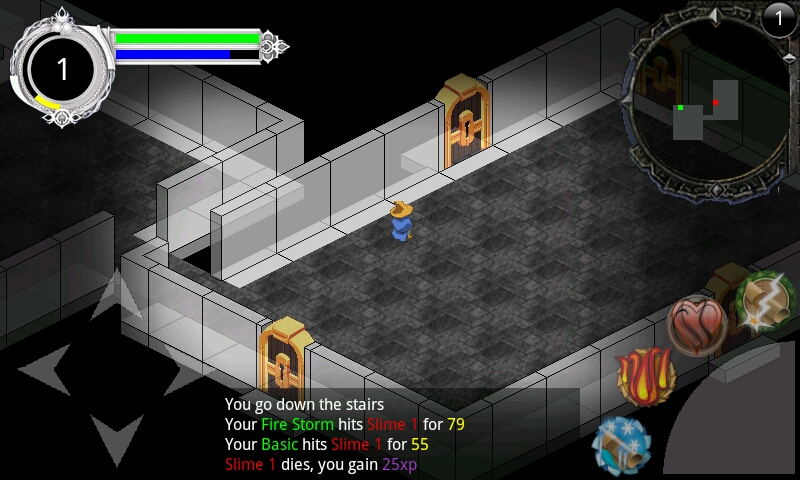 1
1
You go down the stairs
Your Fire Storm hits Slime 1 for 79
Your Basic hits Slime 1 for 55
Slime 1 dies, you gain 25xp